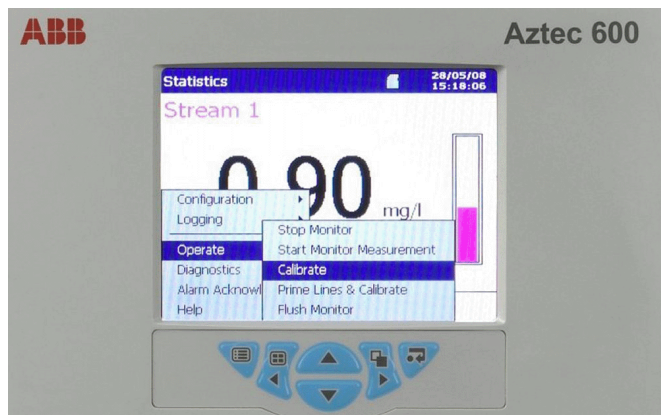 ABB
Aztec 600
Statistics
28/05/08
15:18:06
Stream 1
0.90
mg/l
Configuration
Logging
Operate
Diagnostics
Alarm Acknowl
Help
Stop Monitor
Start Monitor Measurement
Calibrate
Prime Lines & Calibrate
Flush Monitor